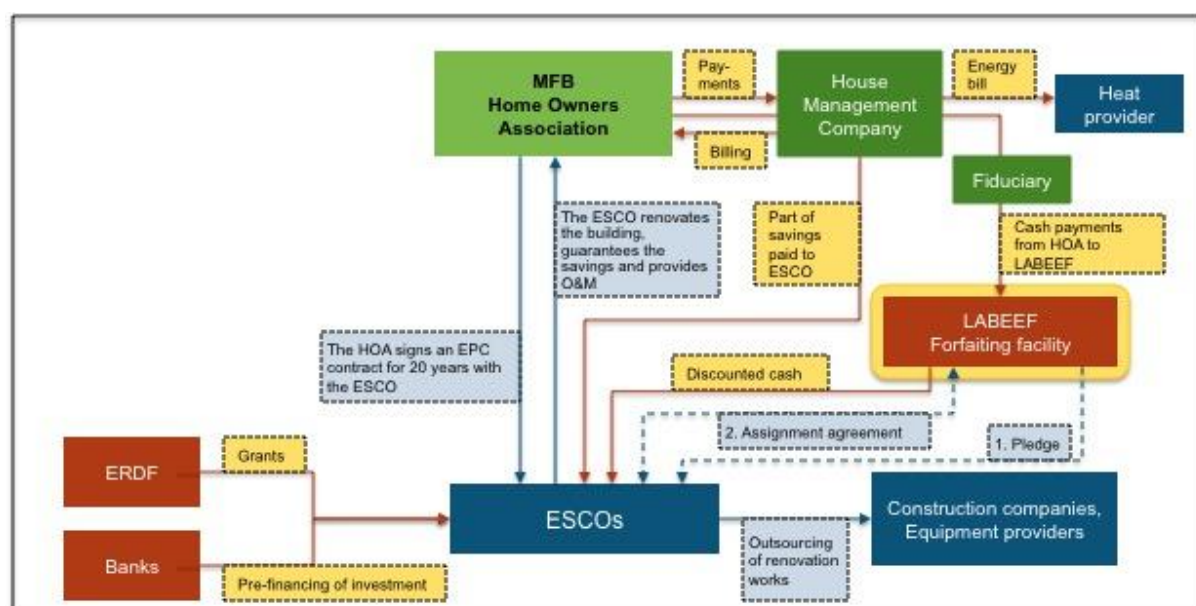 MFB
Home Owners
Association
Pay-
ments
House
Management
Company
Energy
bill
Heat
provider
Billing
Fiduciary
The ESCO renovates
the building,
guarantees the
savings and provides
O&M
Part of
savings
paid to
ESCO
Cash payments
from HOA to
LABEEF
LABEEF
Forfaiting facility
The HOA signs an EPC
contract for 20 years with
the ESCO
Discounted cash
2. Assignment agreement
1. Pledge
ERDF
Grants
ESCOs
Construction companies,
Equipment providers
Banks
Pre-financing of investment
Outsourcing
of renovation
works